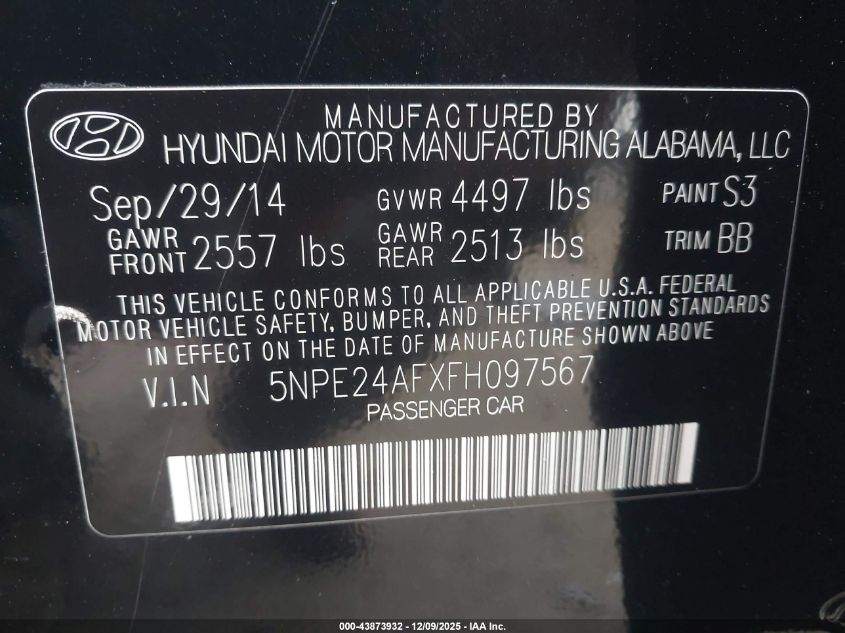 MANUFACTURED BY
HYUNDAI MOTOR MANUFACTURING ALABAMA, LLC
Sep/29/14 GVWR 4497 lbs PAINT S3
GAWR FRONT 2557 lbs GAWR REAR 2513 lbs TRIM BB
THIS VEHICLE CONFORMS TO ALL APPLICABLE U.S.A. FEDERAL
MOTOR VEHICLE SAFETY, BUMPER, AND THEFT PREVENTION STANDARDS
IN EFFECT ON THE DATE OF MANUFACTURE SHOWN ABOVE
V.I.N 5NPE24AFXFH097567
PASSENGER CAR
000-43873932 - 12/09/2025 - IAA Inc.